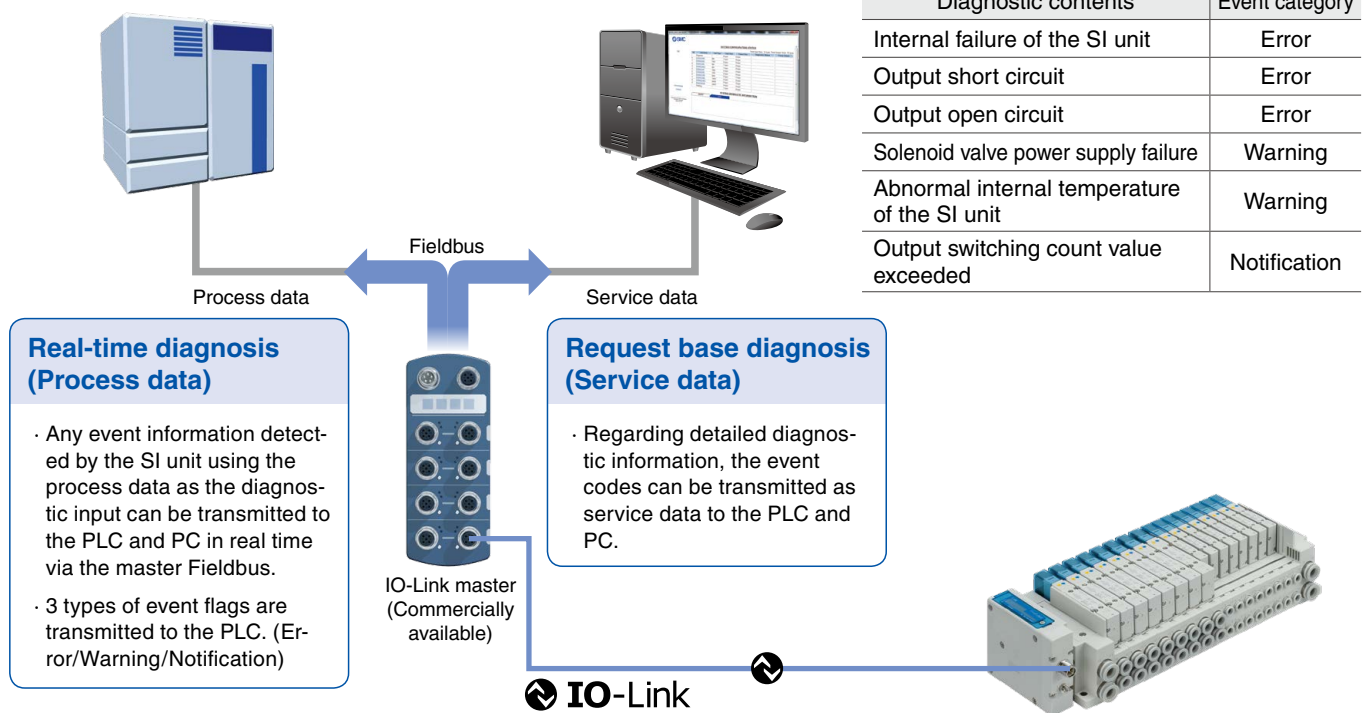 Diagnostic contents Event category
Internal failure of the SI unit Error
Output short circuit Error
Output open circuit Error
Solenoid valve power supply failure Warning
Abnormal internal temperature
of the SI unit Warning
Output switching count value
exceeded Notification
Fieldbus
Process data
Service data
Real-time diagnosis
(Process data)
· Any event information detect-
ed by the SI unit using the
process data as the diagnos-
tic input can be transmitted to
the PLC and PC in real time
via the master Fieldbus.
· 3 types of event flags are
transmitted to the PLC. (Er-
ror/Warning/Notification)
Request base diagnosis
(Service data)
· Regarding detailed diagnos-
tic information, the event
codes can be transmitted as
service data to the PLC and
PC.
IO-Link master
(Commercially
available)
IO-Link